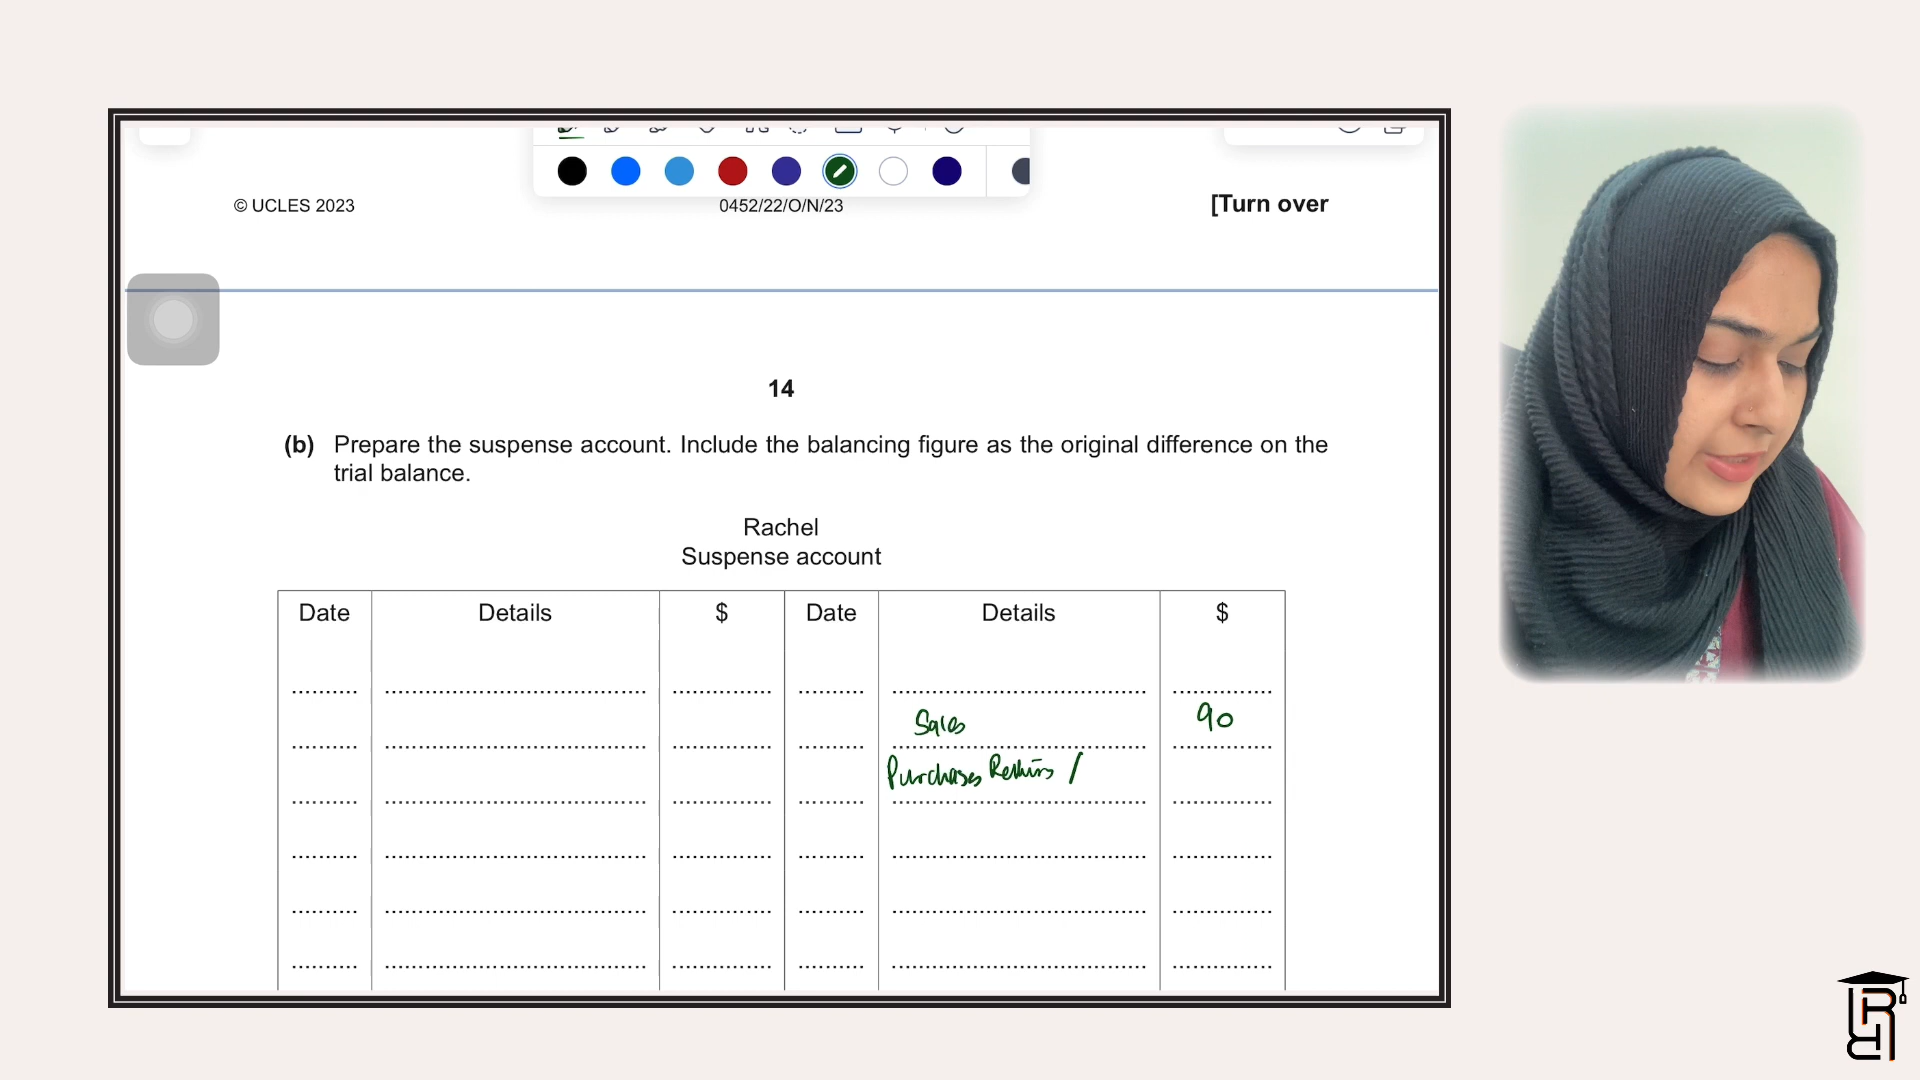 © UCLES 2023 0452/22/O/N/23 [Turn over
14
(b) Prepare the suspense account. Include the balancing figure as the original difference on the
trial balance.
Rachel
Suspense account
Date Details $ Date Details $
Sales 90
Purchases Returns /